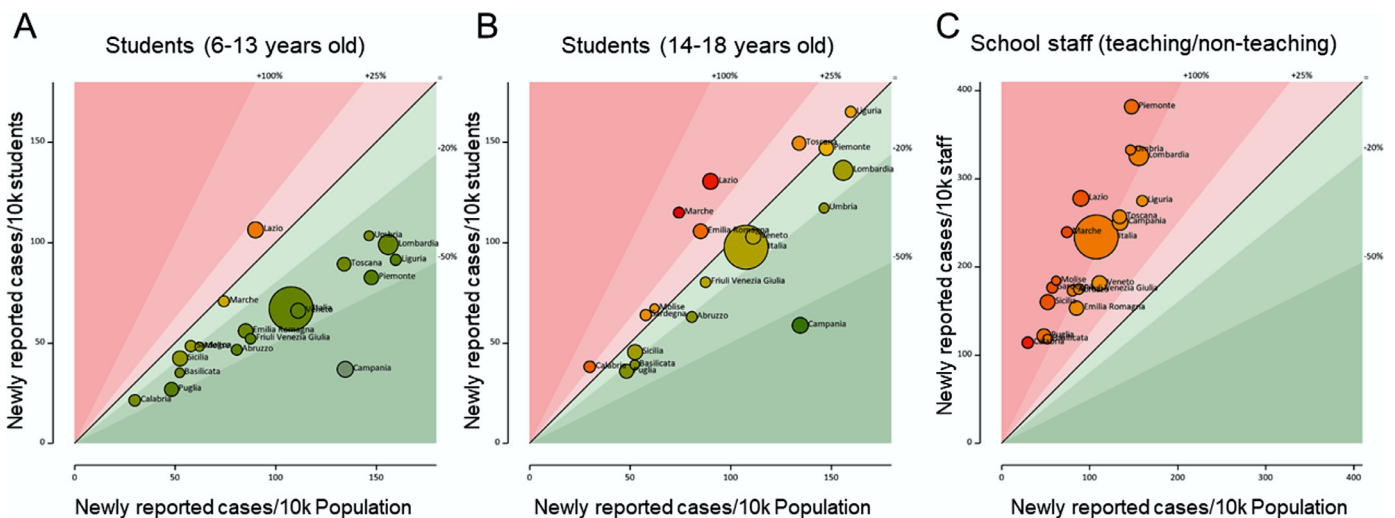 A
Students (6-13 years old)
+100%
+25%
=
-20%
-50%
Newly reported cases/10k students
150
100
50
0
Lazio
Umbria
Lombardia
Toscana
Liguria
Piemonte
Marche
Italia
Veneto
Emilia Romagna
Friuli Venezia Giulia
Abruzzo
Molise
Sicilia
Basilicata
Campania
Puglia
Calabria
0
50
100
150
Newly reported cases/10k Population
B
Students (14-18 years old)
+100%
+25%
=
-20%
-50%
Newly reported cases/10k students
150
100
50
0
Liguria
Toscana
Piemonte
Lombardia
Lazio
Marche
Umbria
Emilia Romagna
Veneto
Italia
Friuli Venezia Giulia
Molise
Sardegna
Abruzzo
Campania
Sicilia
Calabria
Basilicata
Puglia
0
50
100
150
Newly reported cases/10k Population
C
School staff (teaching/non-teaching)
+100%
+25%
=
-20%
-50%
Newly reported cases/10k staff
400
300
200
100
0
Piemonte
Umbria
Lombardia
Lazio
Liguria
Toscana
Campania
Marche
Italia
Molise
Veneto
Friuli Venezia Giulia
Sicilia
Emilia Romagna
Puglia
Basilicata
Calabria
0
100
200
300
400
Newly reported cases/10k Population